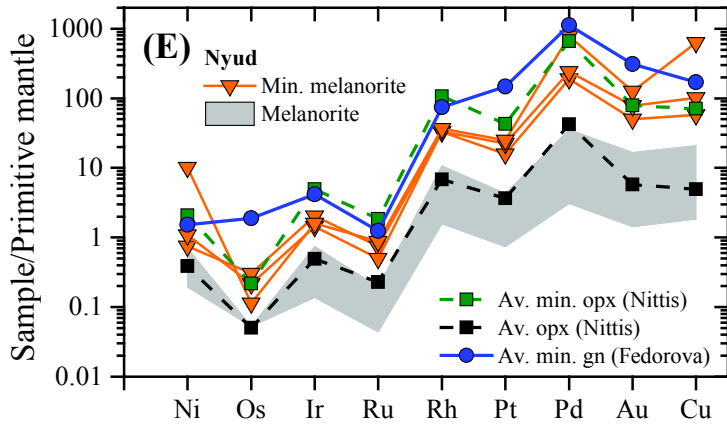 (E)
Nyud
Min. melanorite
Melanorite
Av. min. opx (Nittis)
Av. opx (Nittis)
Av. min. gn (Fedorova)
Sample/Primitive mantle
1000
100
10
1
0.1
0.01
Ni Os Ir Ru Rh Pt Pd Au Cu